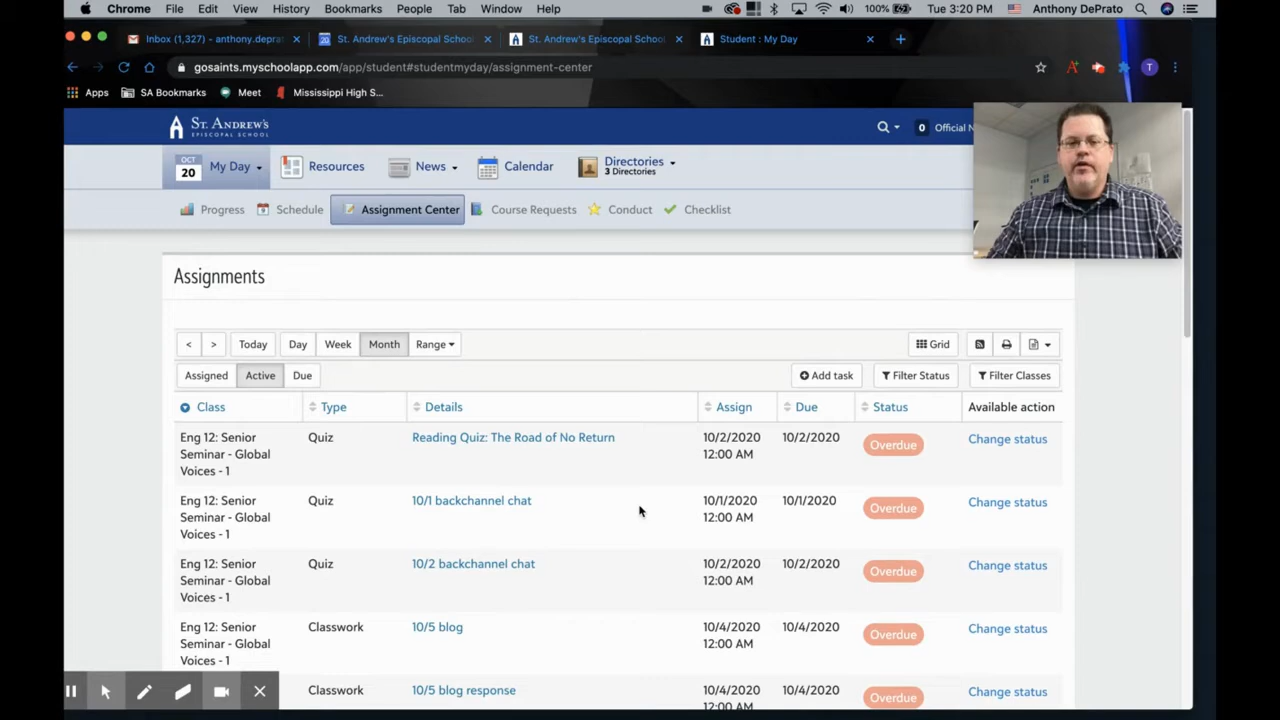 Chrome File Edit View History Bookmarks People Tab Window Help 100% Tue 3:20 PM Anthony DePrato
Inbox (1,327) - anthony.depra St. Andrew's Episcopal School St. Andrew's Episcopal School Student : My Day
gosaints.myschoolapp.com/app/student#studentmyday/assignment-center T
Apps SA Bookmarks Meet Mississippi High S...
ST. ANDREW'S
EPISCOPAL SCHOOL
0 Official N
OCT
20
My Day Resources News Calendar Directories
3 Directories
Progress Schedule Assignment Center Course Requests Conduct Checklist
Assignments
< > Today Day Week Month Range Grid
Assigned Active Due Add task Filter Status Filter Classes
Class Type Details Assign Due Status Available action
Eng 12: Senior Quiz Reading Quiz: The Road of No Return 10/2/2020 10/2/2020 Overdue Change status
Seminar - Global 12:00 AM
Voices - 1
Eng 12: Senior Quiz 10/1 backchannel chat 10/1/2020 10/1/2020 Overdue Change status
Seminar - Global 12:00 AM
Voices - 1
Eng 12: Senior Quiz 10/2 backchannel chat 10/2/2020 10/2/2020 Overdue Change status
Seminar - Global 12:00 AM
Voices - 1
Eng 12: Senior Classwork 10/5 blog 10/4/2020 10/4/2020 Overdue Change status
Seminar - Global 12:00 AM
Voices - 1
Classwork 10/5 blog response 10/4/2020 10/4/2020 Overdue Change status
12:00 AM